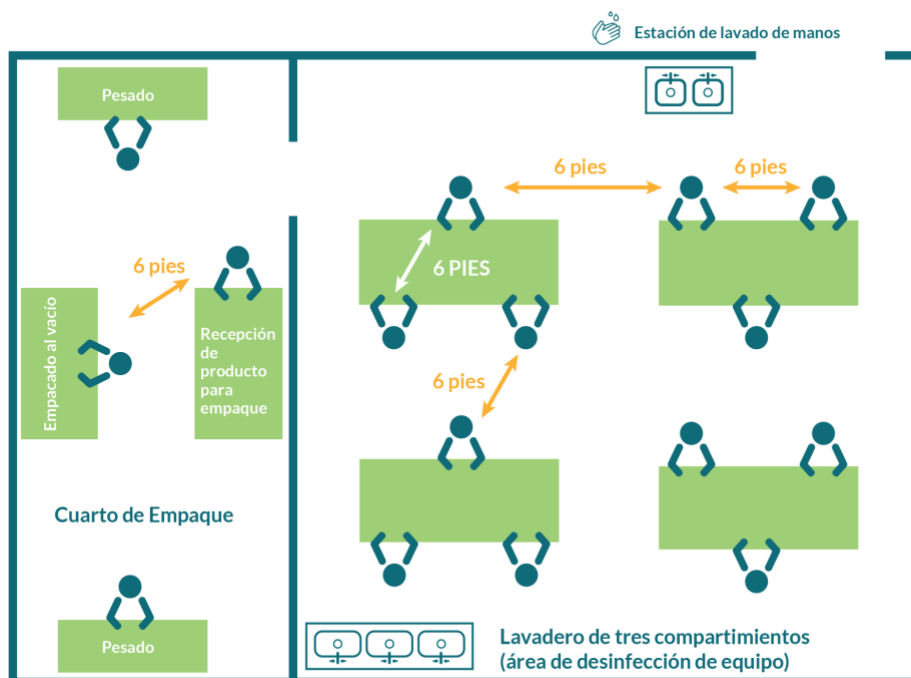 Estación de lavado de manos
Pesado
6 pies
6 pies
6 PIES
6 pies
Empacado al vacío
Recepción
de
producto
para
empaque
6 pies
Cuarto de Empaque
Pesado
Lavadero de tres compartimientos
(área de desinfección de equipo)